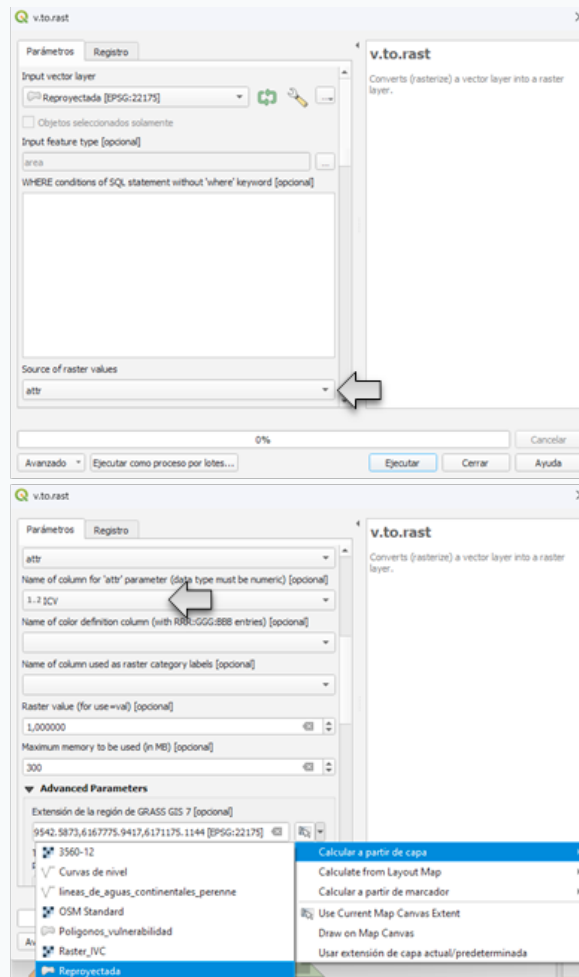 v.to.rast
Parámetros Registro
Input vector layer
Reproyectada [EPSG:22175]
Objetos seleccionados solamente
Input feature type [opcional]
area
WHERE conditions of SQL statement without 'where' keyword [opcional]
Source of raster values
attr
v.to.rast
Converts (rasterize) a vector layer into a raster
layer.
0%
Cancelar
Avanzado
Ejecutar como proceso por lotes...
Ejecutar
Cerrar
Ayuda
v.to.rast
Parámetros Registro
attr
Name of column for 'attr' parameter (data type must be numeric) [opcional]
1.2 ICV
Name of color definition column (with RRR:GGG:BBB entries) [opcional]
Name of column used as raster category labels [opcional]
Raster value (for use=val) [opcional]
1,000000
Maximum memory to be used (in MB) [opcional]
300
Advanced Parameters
Extensión de la región de GRASS GIS 7 [opcional]
9542.5873,6167775.9417,6171175.1144 [EPSG:22175]
v.to.rast
Converts (rasterize) a vector layer into a raster
layer.
3560-12
Curvas de nivel
lineas_de_aguas_continentales_perenne
OSM Standard
Poligonos_vulnerabilidad
Raster_IVC
Reproyectada
Calcular a partir de capa
Calculate from Layout Map
Calcular a partir de marcador
Use Current Map Canvas Extent
Draw on Map Canvas
Usar extensión de capa actual/predeterminada